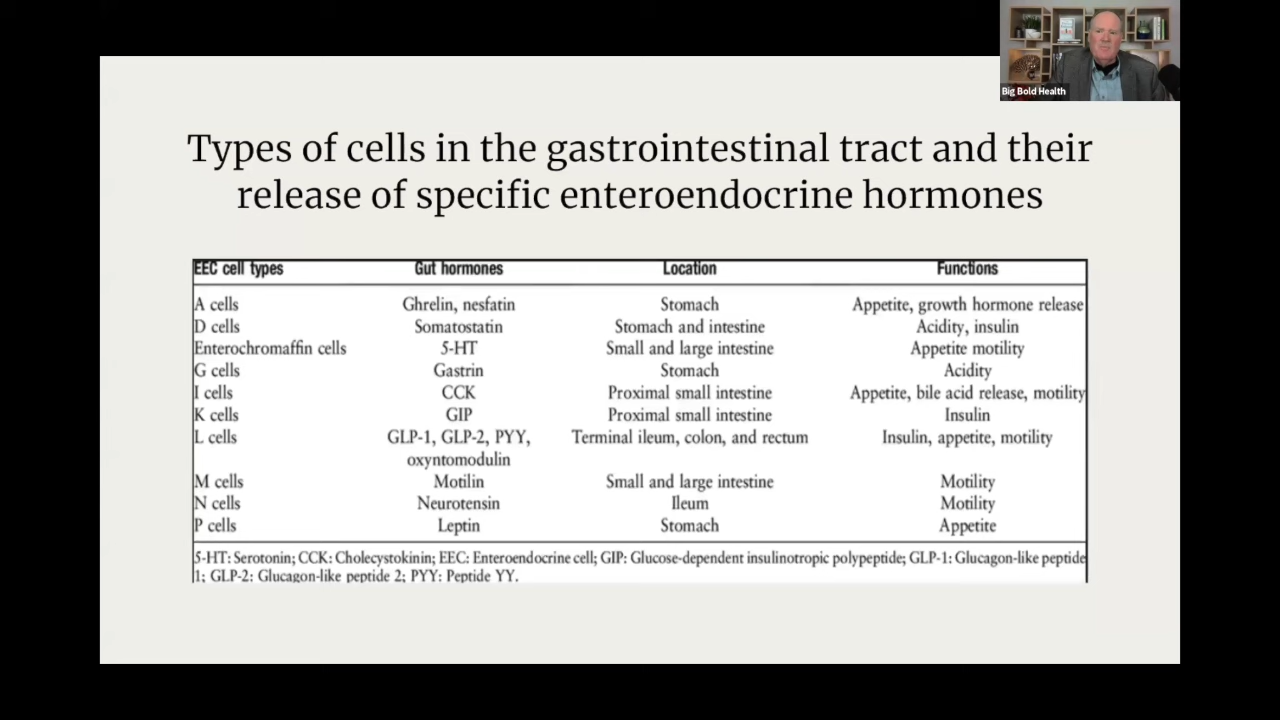 Big Bold Health
Types of cells in the gastrointestinal tract and their
release of specific enteroendocrine hormones
EEC cell types Gut hormones Location Functions
A cells Ghrelin, nesfatin Stomach Appetite, growth hormone release
D cells Somatostatin Stomach and intestine Acidity, insulin
Enterochromaffin cells 5-HT Small and large intestine Appetite motility
G cells Gastrin Stomach Acidity
I cells CCK Proximal small intestine Appetite, bile acid release, motility
K cells GIP Proximal small intestine Insulin
L cells GLP-1, GLP-2, PYY, Terminal ileum, colon, and rectum Insulin, appetite, motility
oxyntomodulin
M cells Motilin Small and large intestine Motility
N cells Neurotensin Ileum Motility
P cells Leptin Stomach Appetite
5-HT: Serotonin; CCK: Cholecystokinin; EEC: Enteroendocrine cell; GIP: Glucose-dependent insulinotropic polypeptide; GLP-1: Glucagon-like peptide
1; GLP-2: Glucagon-like peptide 2; PYY: Peptide YY.